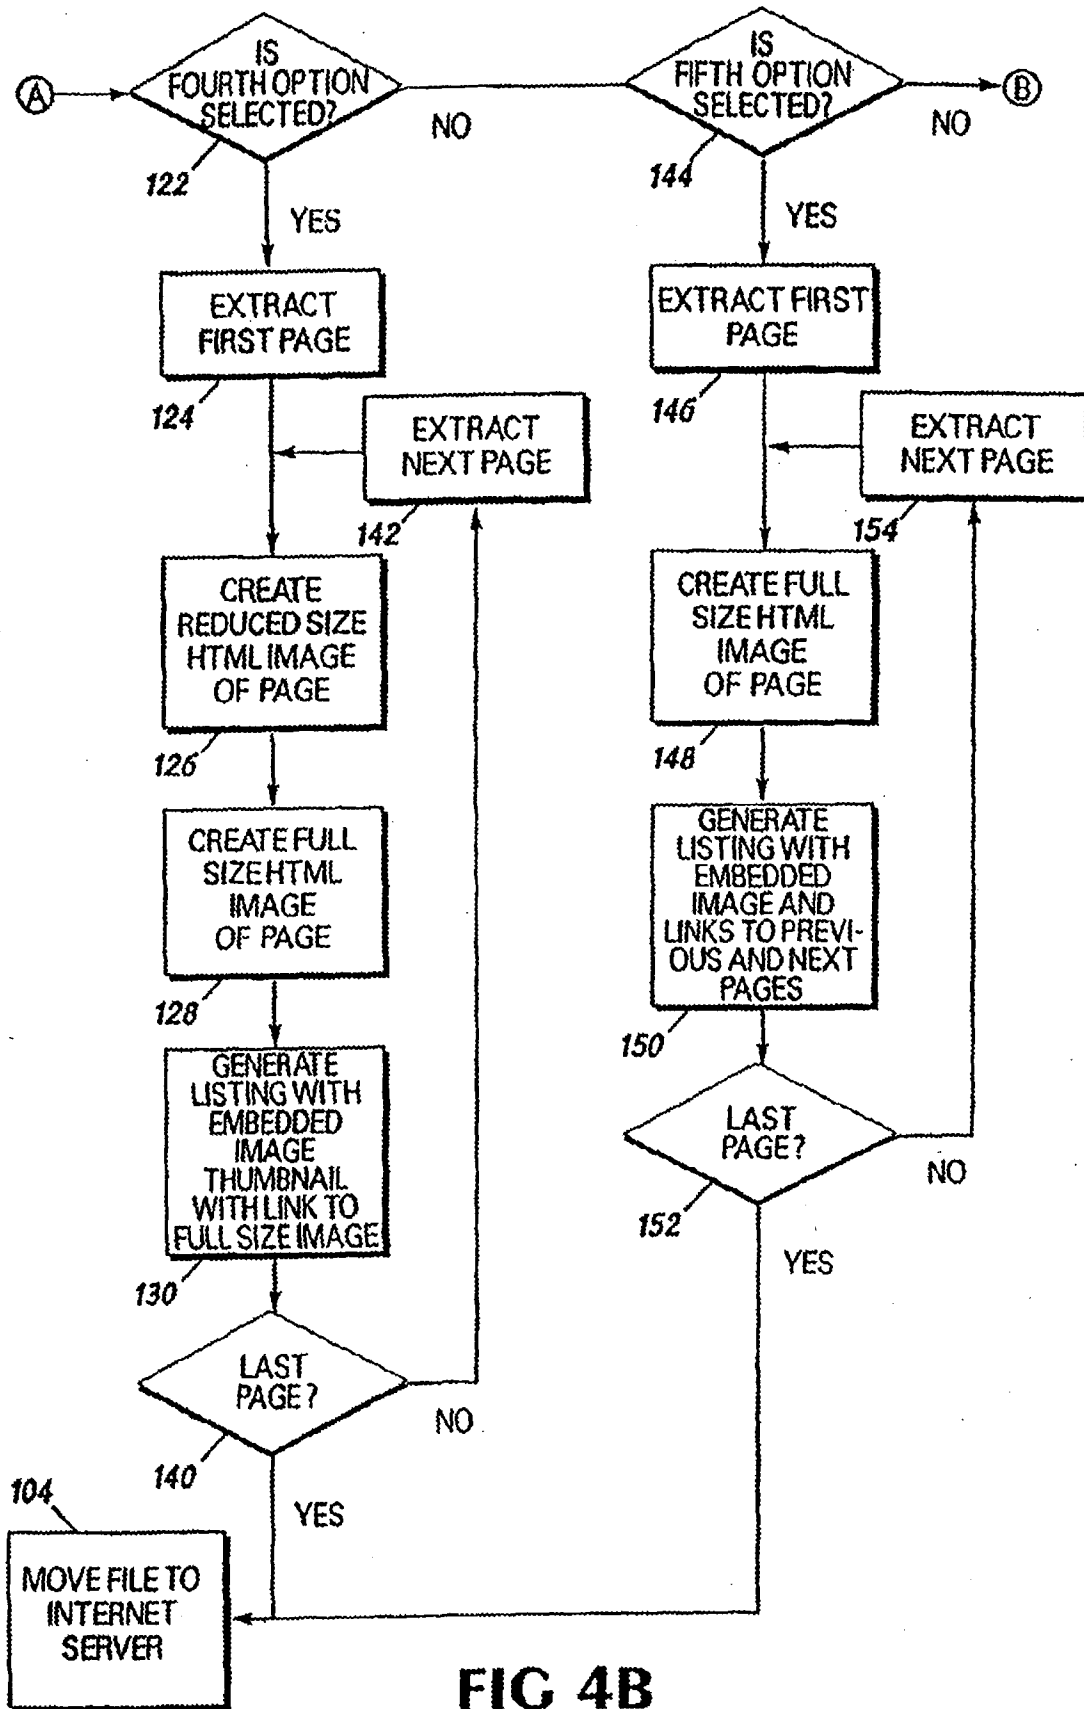 IS
FOURTH OPTION
SELECTED?
A
122
NO
YES
IS
FIFTH OPTION
SELECTED?
B
144
NO
YES
EXTRACT
FIRST PAGE
124
EXTRACT
NEXT PAGE
142
CREATE
REDUCED SIZE
HTML IMAGE
OF PAGE
126
CREATE FULL
SIZE HTML
IMAGE
OF PAGE
128
GENERATE
LISTING WITH
EMBEDDED
IMAGE
THUMBNAIL
WITH LINK TO
FULL SIZE IMAGE
130
LAST
PAGE?
140
NO
YES
104
MOVE FILE TO
INTERNET
SERVER
EXTRACT FIRST
PAGE
146
EXTRACT
NEXT PAGE
154
CREATE FULL
SIZE HTML
IMAGE
OF PAGE
148
GENERATE
LISTING WITH
EMBEDDED
IMAGE AND
LINKS TO PREVI-
OUS AND NEXT
PAGES
150
LAST
PAGE?
152
NO
YES
FIG 4B